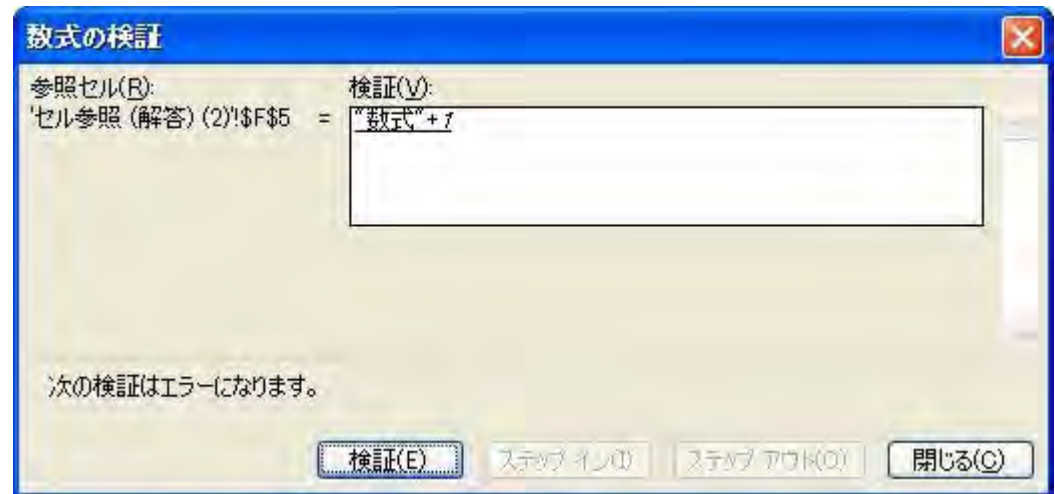 数式の検証
参照セル(R):
検証(V):
'セル参照 (解答) (2)'!$F$5 = "数式"+1
次の検証はエラーになります。
検証(E) ステップ イン(I) ステップ アウト(O) 閉じる(C)